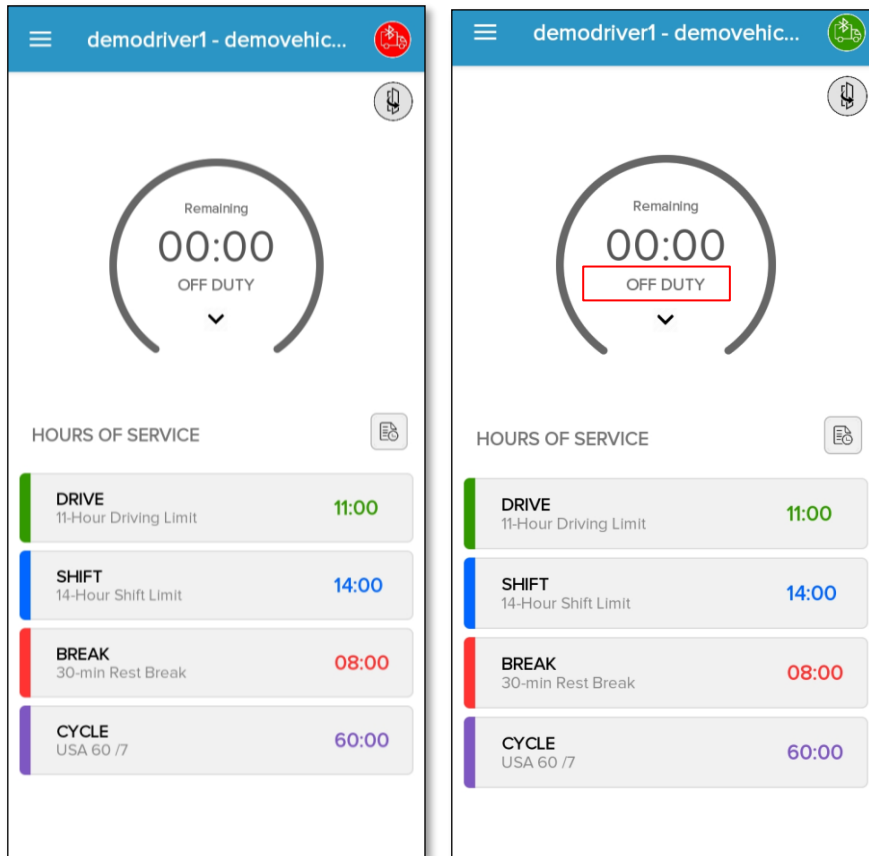 demodriver1 - demovehic...
Remaining
00:00
OFF DUTY
HOURS OF SERVICE
DRIVE
11-Hour Driving Limit
11:00
SHIFT
14-Hour Shift Limit
14:00
BREAK
30-min Rest Break
08:00
CYCLE
USA 60 /7
60:00
demodriver1 - demovehic...
Remaining
00:00
OFF DUTY
HOURS OF SERVICE
DRIVE
11-Hour Driving Limit
11:00
SHIFT
14-Hour Shift Limit
14:00
BREAK
30-min Rest Break
08:00
CYCLE
USA 60 /7
60:00